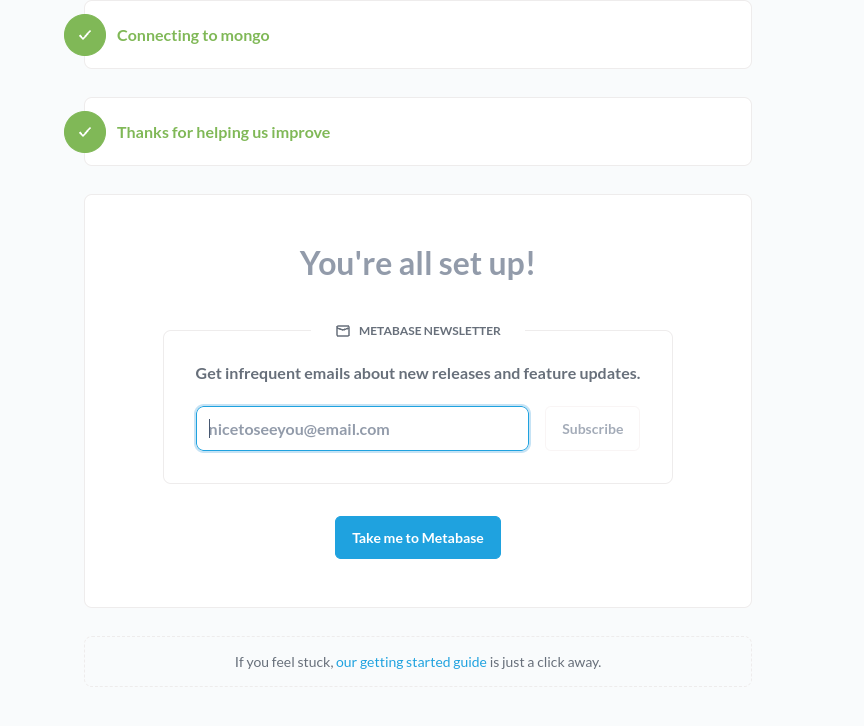 Connecting to mongo
Thanks for helping us improve
You're all set up!
METABASE NEWSLETTER
Get infrequent emails about new releases and feature updates.
nicetoseeyou@email.com
Subscribe
Take me to Metabase
If you feel stuck, our getting started guide is just a click away.